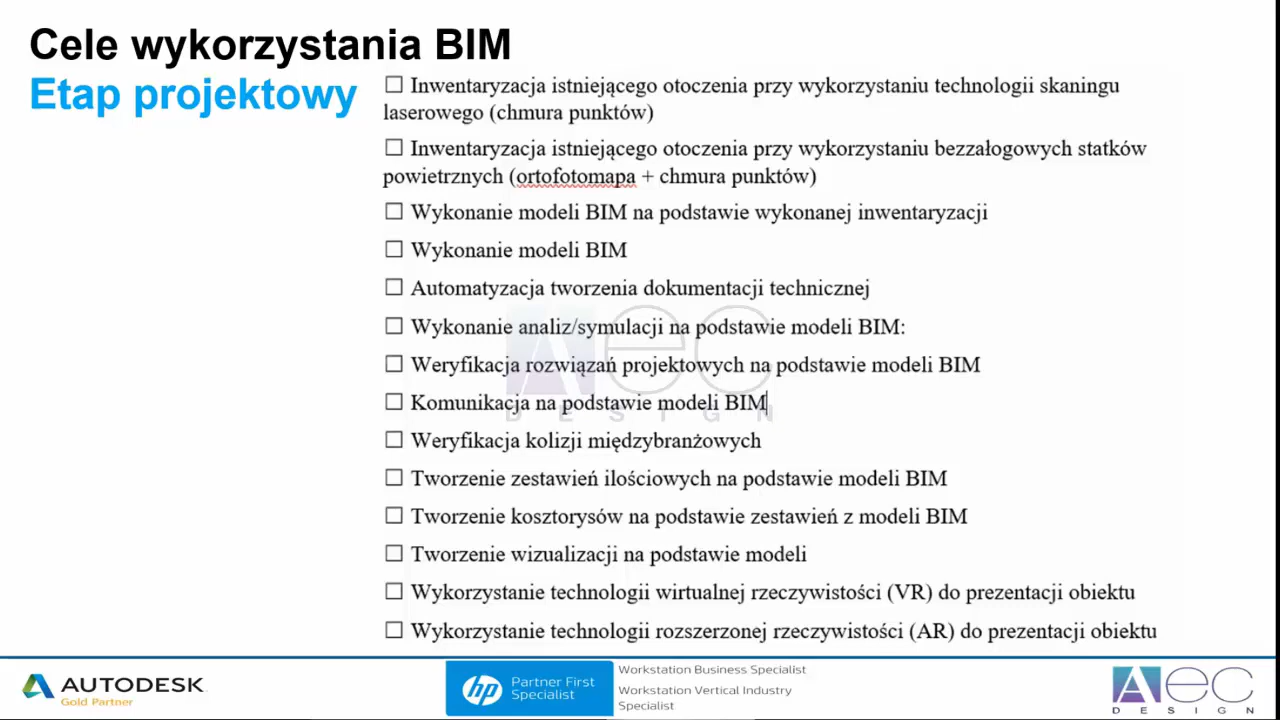 Cele wykorzystania BIM
Etap projektowy
☐ Inwentaryzacja istniejącego otoczenia przy wykorzystaniu technologii skaningu
laserowego (chmura punktów)
☐ Inwentaryzacja istniejącego otoczenia przy wykorzystaniu bezzałogowych statków
powietrznych (ortofotomapa + chmura punktów)
☐ Wykonanie modeli BIM na podstawie wykonanej inwentaryzacji
☐ Wykonanie modeli BIM
☐ Automatyzacja tworzenia dokumentacji technicznej
☐ Wykonanie analiz/symulacji na podstawie modeli BIM:
☐ Weryfikacja rozwiązań projektowych na podstawie modeli BIM
☐ Komunikacja na podstawie modeli BIM
☐ Weryfikacja kolizji międzybranżowych
☐ Tworzenie zestawień ilościowych na podstawie modeli BIM
☐ Tworzenie kosztorysów na podstawie zestawień z modeli BIM
☐ Tworzenie wizualizacji na podstawie modeli
☐ Wykorzystanie technologii wirtualnej rzeczywistości (VR) do prezentacji obiektu
☐ Wykorzystanie technologii rozszerzonej rzeczywistości (AR) do prezentacji obiektu
AEC
DESIGN
AUTODESK
Gold Partner
hp
Partner First
Specialist
Workstation Business Specialist
Workstation Vertical Industry
Specialist
AEC
DESIGN